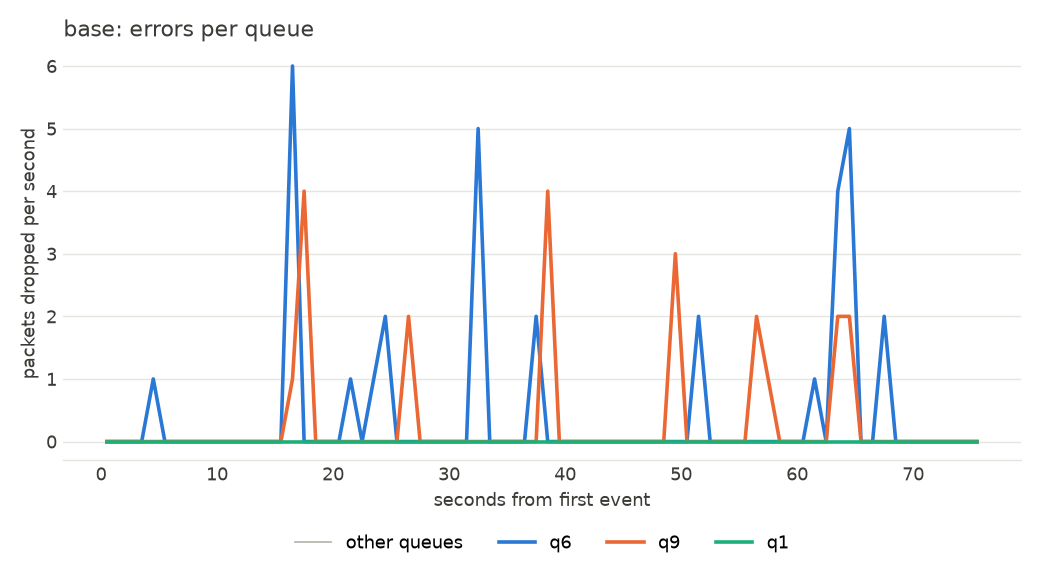 base: errors per queue
packets dropped per second
6
5
4
3
2
1
0
0 10 20 30 40 50 60 70
seconds from first event
other queues q6 q9 q1